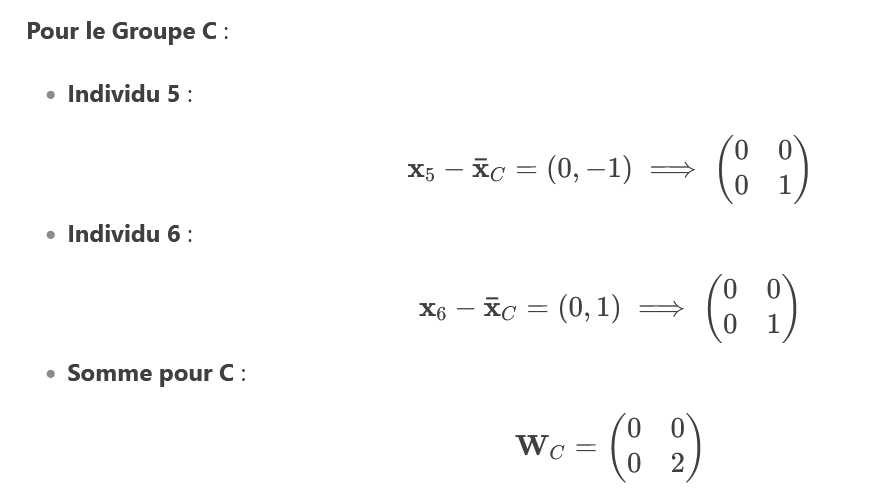 Pour le Groupe C :
• Individu 5 :
x₅ − x̄_C = (0, −1) ⟹ (0 0
0 1)
• Individu 6 :
x₆ − x̄_C = (0, 1) ⟹ (0 0
0 1)
• Somme pour C :
W_C = (0 0
0 2)